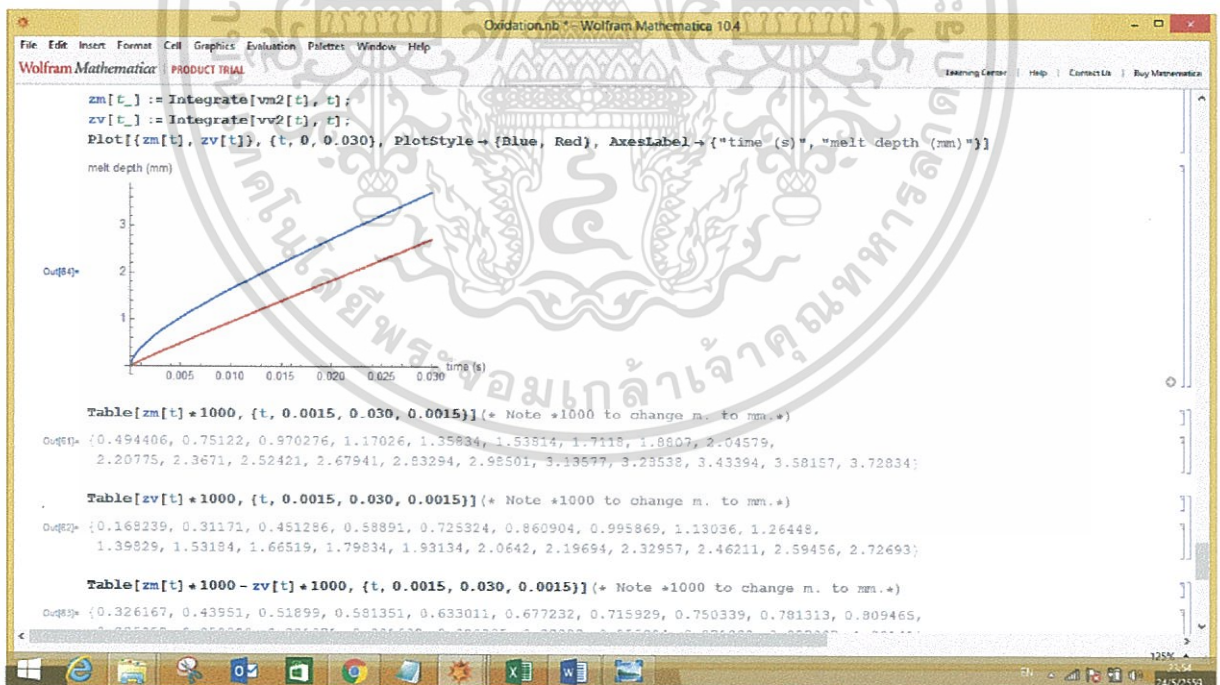 Oxidation.nb * - Wolfram Mathematica 10.4
File Edit Insert Format Cell Graphics Evaluation Palettes Window Help
Wolfram Mathematica | PRODUCT TRIAL
Learning Center | Help | Contact Us | Buy Mathematica
zm[t_] := Integrate[vm2[t], t];
zv[t_] := Integrate[vv2[t], t];
Plot[{zm[t], zv[t]}, {t, 0, 0.030}, PlotStyle → {Blue, Red}, AxesLabel → {"time (s)", "melt depth (mm)"}]
melt depth (mm)
3
Out[84]=
2
1
0.005 0.010 0.015 0.020 0.025 0.030
time (s)
Table[zm[t] * 1000, {t, 0.0015, 0.030, 0.0015}] (* Note *1000 to change m. to mm.*)
Out[61]= {0.494406, 0.75122, 0.970276, 1.17026, 1.35834, 1.53814, 1.7118, 1.8807, 2.04579,
2.20775, 2.3671, 2.52421, 2.67941, 2.83294, 2.98501, 3.13577, 3.28538, 3.43394, 3.58157, 3.72834}
Table[zv[t] * 1000, {t, 0.0015, 0.030, 0.0015}] (* Note *1000 to change m. to mm.*)
Out[82]= {0.168239, 0.31171, 0.451286, 0.58891, 0.725324, 0.860904, 0.995869, 1.13036, 1.26448,
1.39829, 1.53184, 1.66519, 1.79834, 1.93134, 2.0642, 2.19694, 2.32957, 2.46211, 2.59456, 2.72693}
Table[zm[t] * 1000 - zv[t] * 1000, {t, 0.0015, 0.030, 0.0015}] (* Note *1000 to change m. to mm.*)
Out[83]= {0.326167, 0.43951, 0.51899, 0.581351, 0.633011, 0.677232, 0.715929, 0.750339, 0.781313, 0.809465,
125%
EN
23:54
24/5/2559